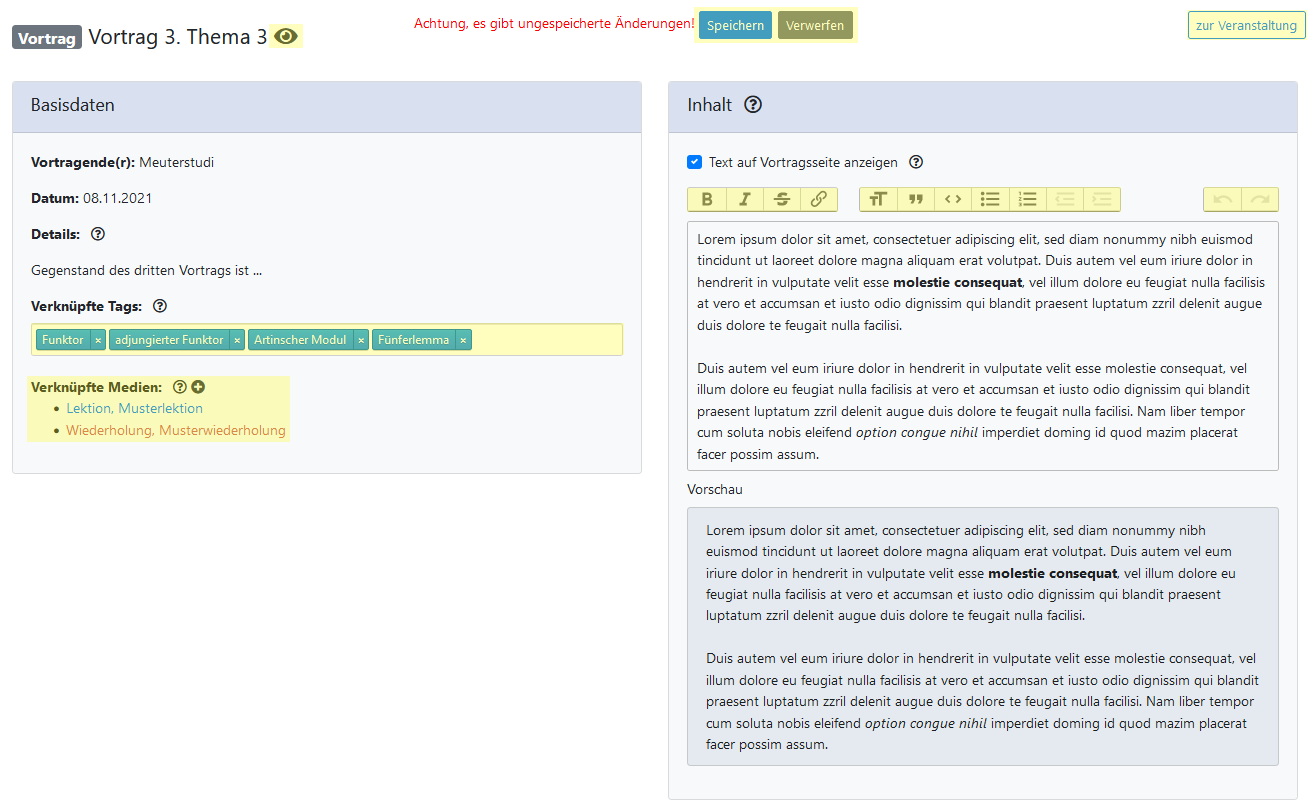 Vortrag Vortrag 3. Thema 3
Achtung, es gibt ungespeicherte Änderungen! Speichern Verwerfen
zur Veranstaltung
Basisdaten
Vortragende(r): Meuterstudi
Datum: 08.11.2021
Details:
Gegenstand des dritten Vortrags ist ...
Verknüpfte Tags:
Funktor × adjungierter Funktor × Artinscher Modul × Fünferlemma ×
Verknüpfte Medien:
• Lektion, Musterlektion
• Wiederholung, Musterwiederholung
Inhalt
Text auf Vortragsseite anzeigen
Lorem ipsum dolor sit amet, consectetuer adipiscing elit, sed diam nonummy nibh euismod
tincidunt ut laoreet dolore magna aliquam erat volutpat. Duis autem vel eum iriure dolor in
hendrerit in vulputate velit esse molestie consequat, vel illum dolore eu feugiat nulla facilisis
at vero et accumsan et iusto odio dignissim qui blandit praesent luptatum zzril delenit augue
duis dolore te feugait nulla facilisi.
Duis autem vel eum iriure dolor in hendrerit in vulputate velit esse molestie consequat, vel
illum dolore eu feugiat nulla facilisis at vero et accumsan et iusto odio dignissim qui blandit
praesent luptatum zzril delenit augue duis dolore te feugait nulla facilisi. Nam liber tempor
cum soluta nobis eleifend option congue nihil imperdiet doming id quod mazim placerat
facer possim assum.
Vorschau
Lorem ipsum dolor sit amet, consectetuer adipiscing elit, sed diam nonummy nibh
euismod tincidunt ut laoreet dolore magna aliquam erat volutpat. Duis autem vel eum
iriure dolor in hendrerit in vulputate velit esse molestie consequat, vel illum dolore eu
feugiat nulla facilisis at vero et accumsan et iusto odio dignissim qui blandit praesent
luptatum zzril delenit augue duis dolore te feugait nulla facilisi.
Duis autem vel eum iriure dolor in hendrerit in vulputate velit esse molestie consequat, vel
illum dolore eu feugiat nulla facilisis at vero et accumsan et iusto odio dignissim qui blandit
praesent luptatum zzril delenit augue duis dolore te feugait nulla facilisi. Nam liber tempor
cum soluta nobis eleifend option congue nihil imperdiet doming id quod mazim placerat
facer possim assum.